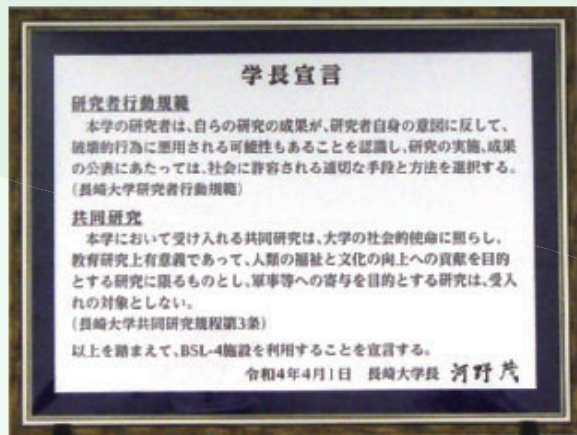 学長宣言
研究者行動規範
本学の研究者は、自らの研究の成果が、研究者自身の意図に反して、
破壊的行為に悪用される可能性もあることを認識し、研究の実施、成果
の公表にあたっては、社会に許容される適切な手段と方法を選択する。
(長崎大学研究者行動規範)
共同研究
本学において受け入れる共同研究は、大学の社会的使命に照らし、
教育研究上有意義であって、人類の福祉と文化の向上への貢献を目的
とする研究に限るものとし、軍事等への寄与を目的とする研究は、受入
れの対象としない。
(長崎大学共同研究規程第3条)
以上を踏まえて、BSL-4施設を利用することを宣言する。
令和4年4月1日 長崎大学長 河野茂